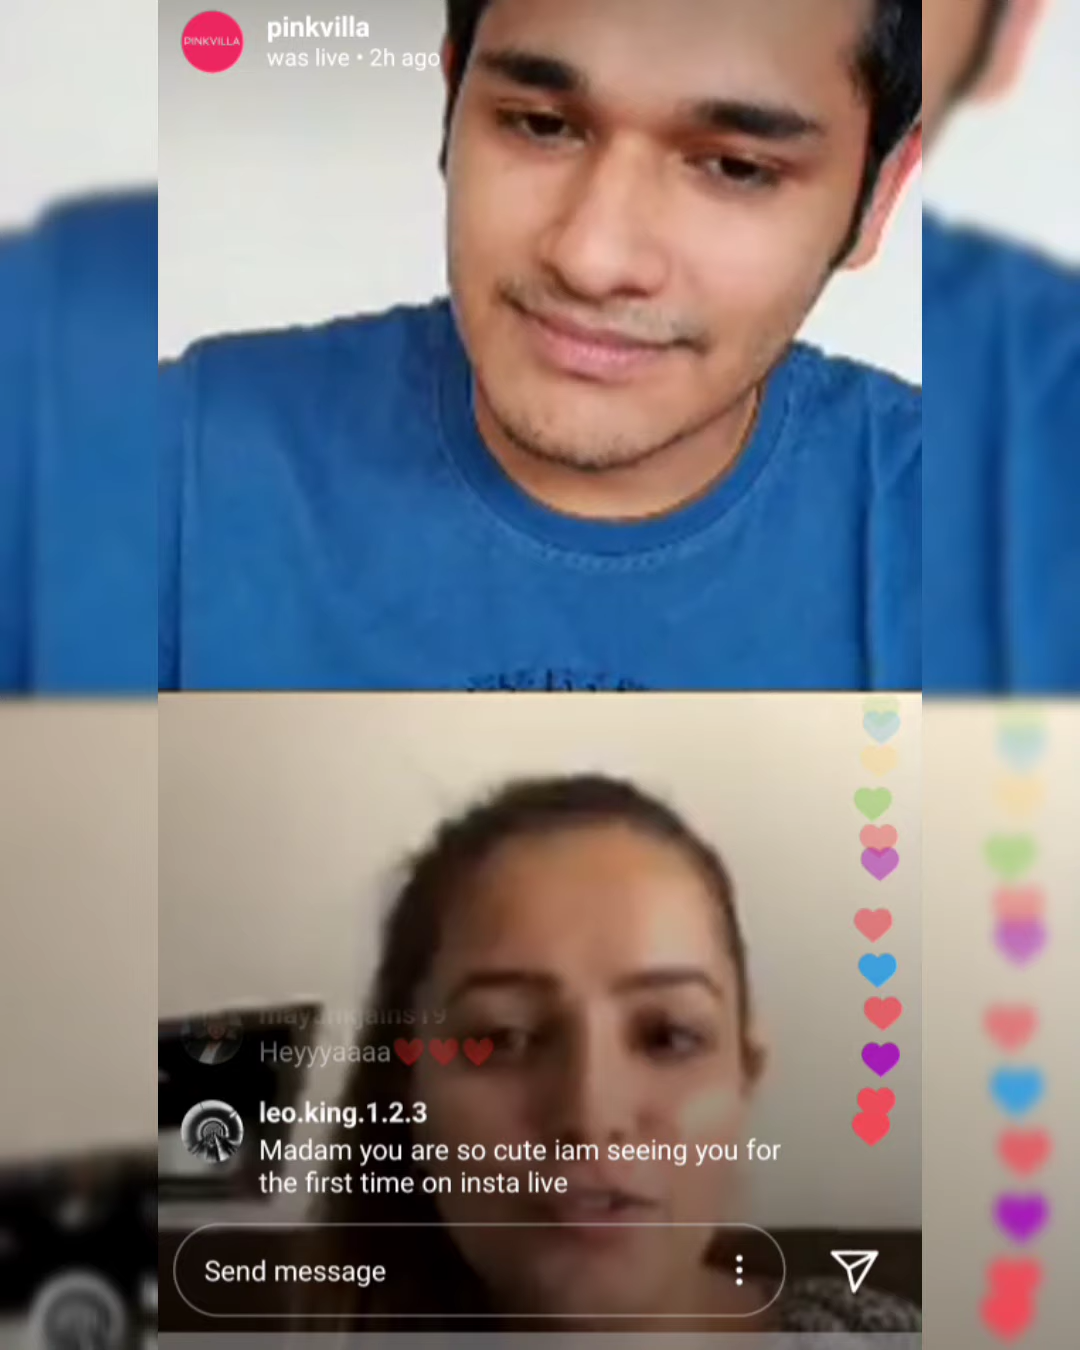 PINKVILLA
pinkvilla
was live • 2h ago
mayankjains19
Heyyyaaaa❤❤❤
leo.king.1.2.3
Madam you are so cute iam seeing you for
the first time on insta live
Send message